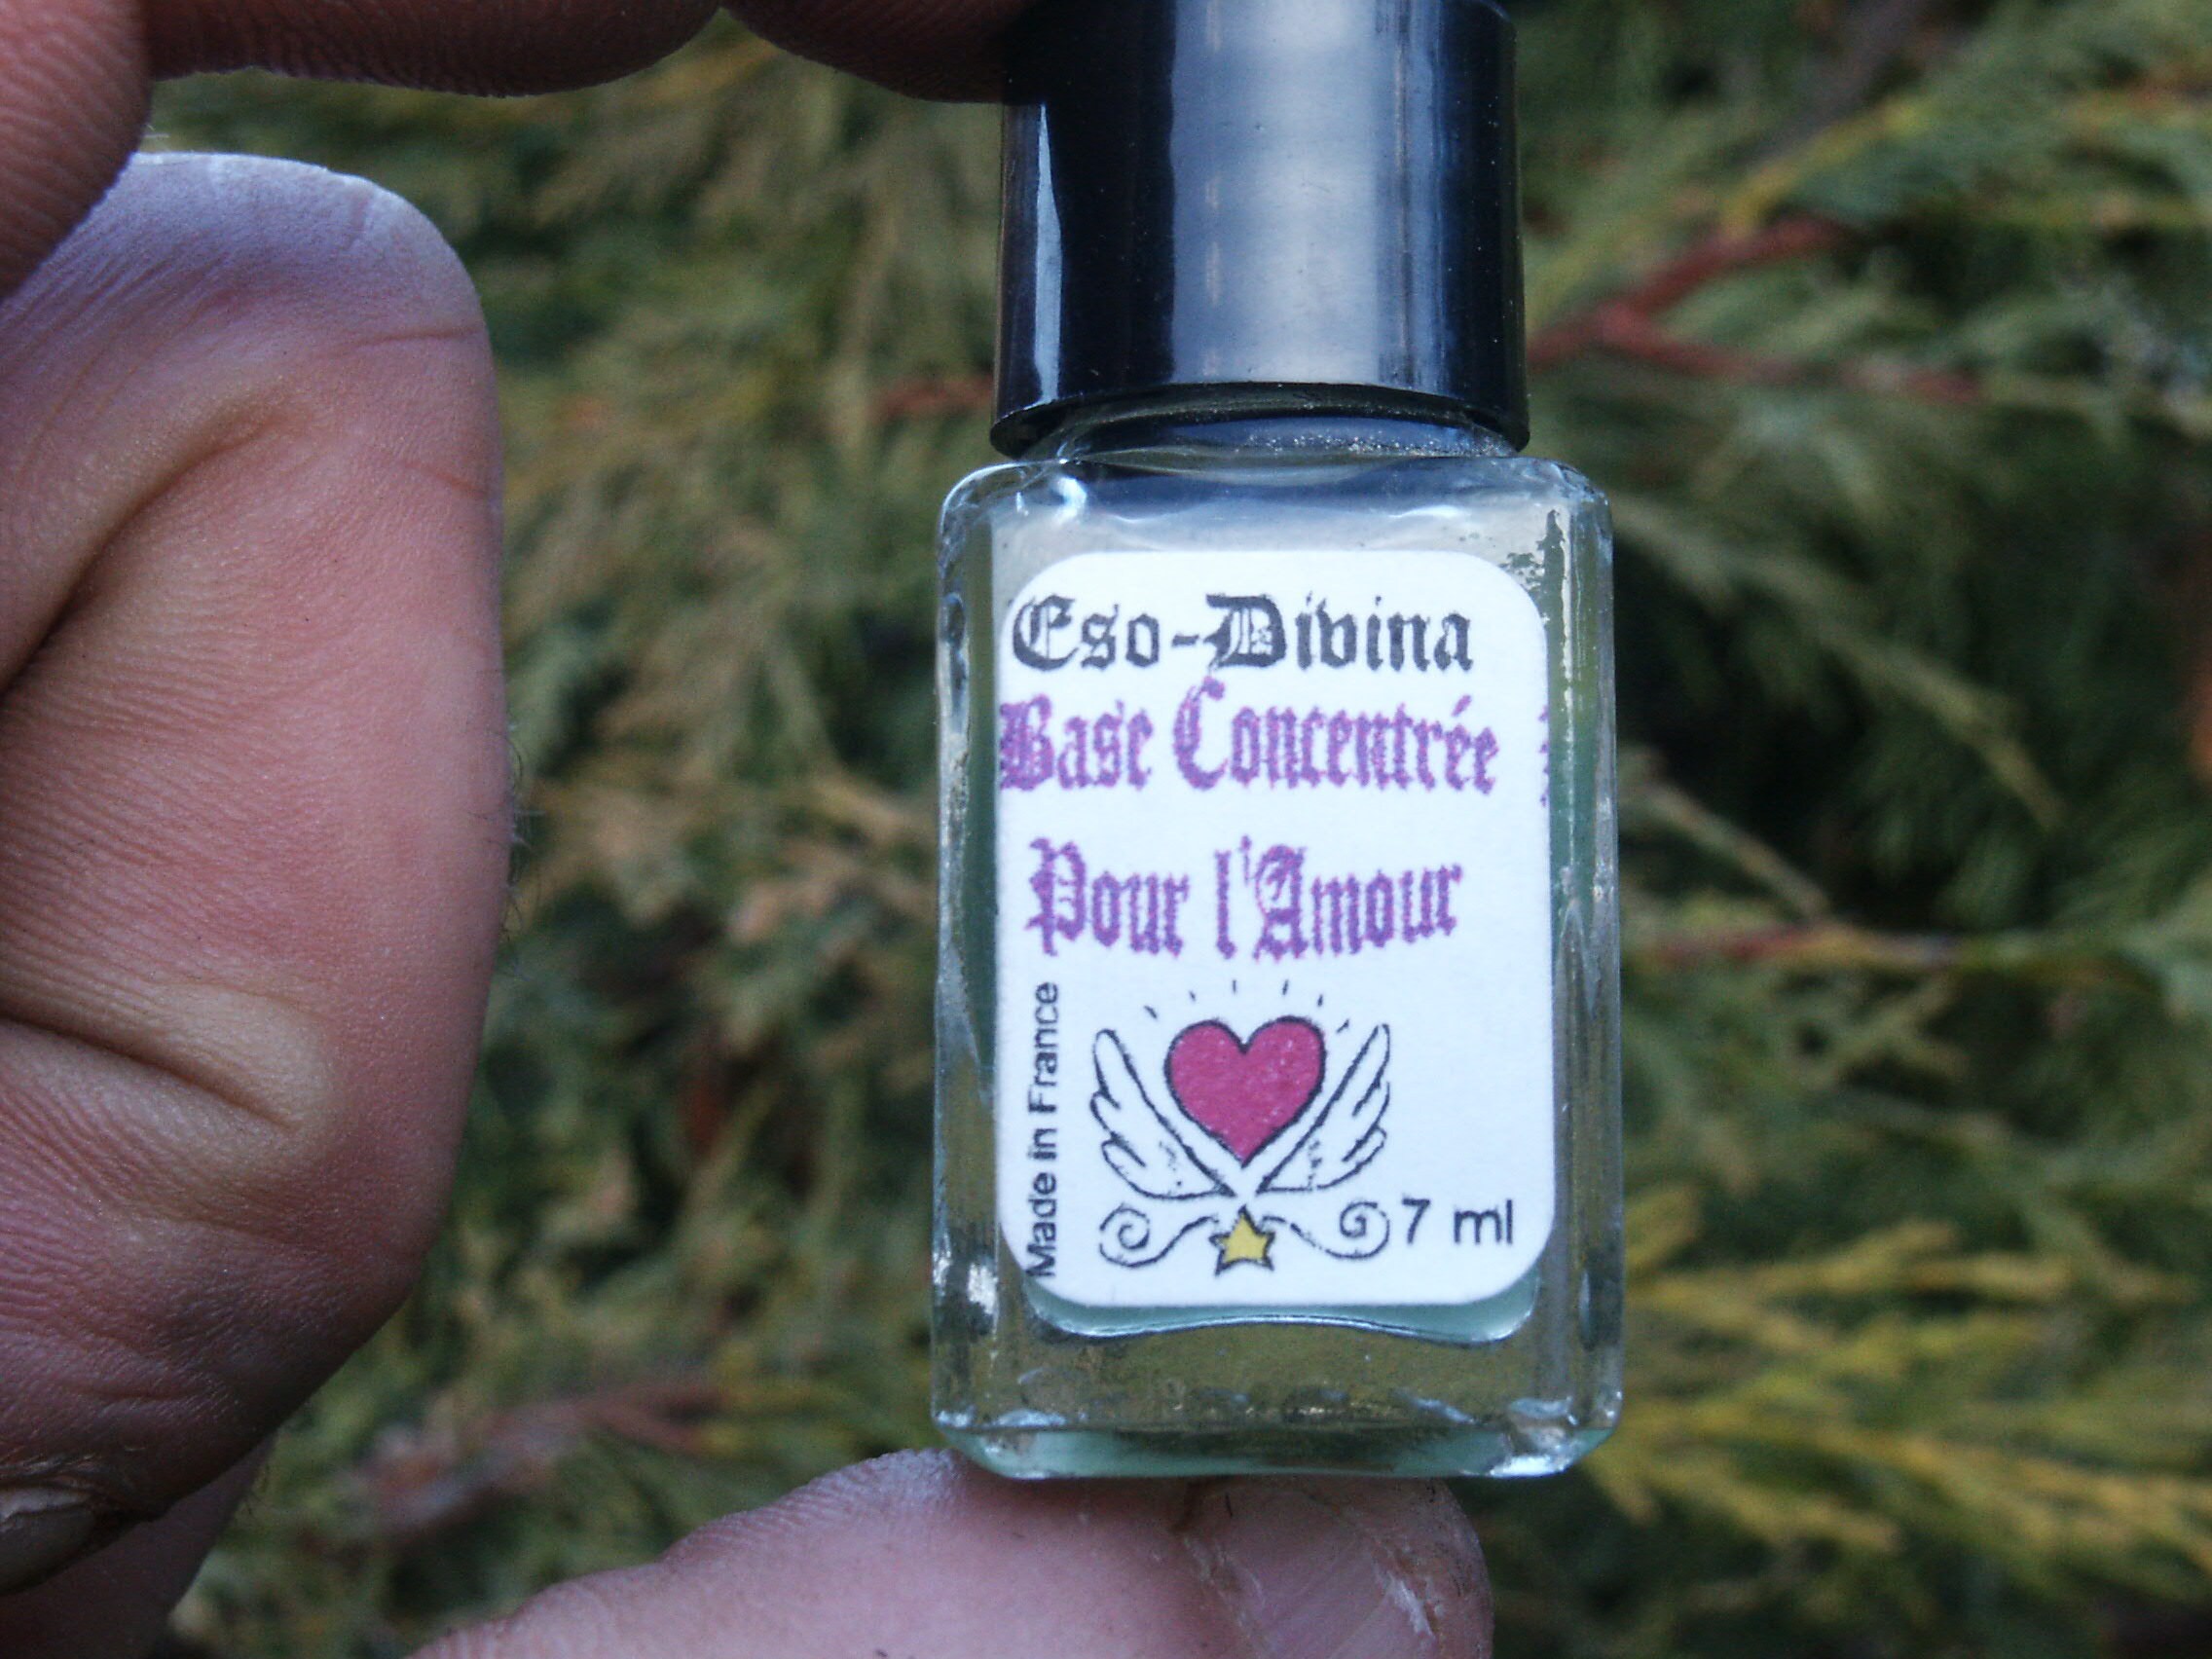 Eso-Divina
Base Concentrée
Pour l'Amour
Made in France
7 ml